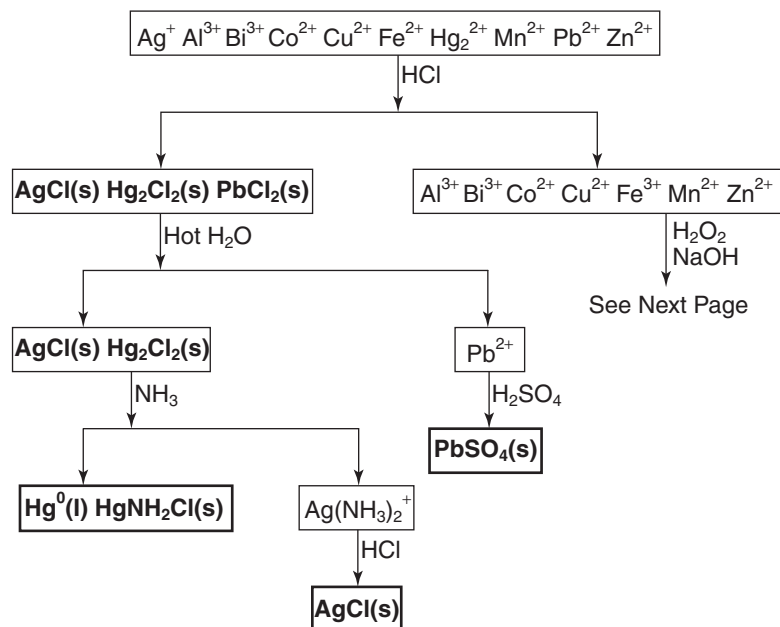 Ag⁺ Al³⁺ Bi³⁺ Co²⁺ Cu²⁺ Fe²⁺ Hg₂²⁺ Mn²⁺ Pb²⁺ Zn²⁺
HCl
AgCl(s) Hg₂Cl₂(s) PbCl₂(s)
Al³⁺ Bi³⁺ Co²⁺ Cu²⁺ Fe³⁺ Mn²⁺ Zn²⁺
Hot H₂O
H₂O₂
NaOH
See Next Page
AgCl(s) Hg₂Cl₂(s)
Pb²⁺
NH₃
H₂SO₄
PbSO₄(s)
Hg⁰(l) HgNH₂Cl(s)
Ag(NH₃)₂⁺
HCl
AgCl(s)